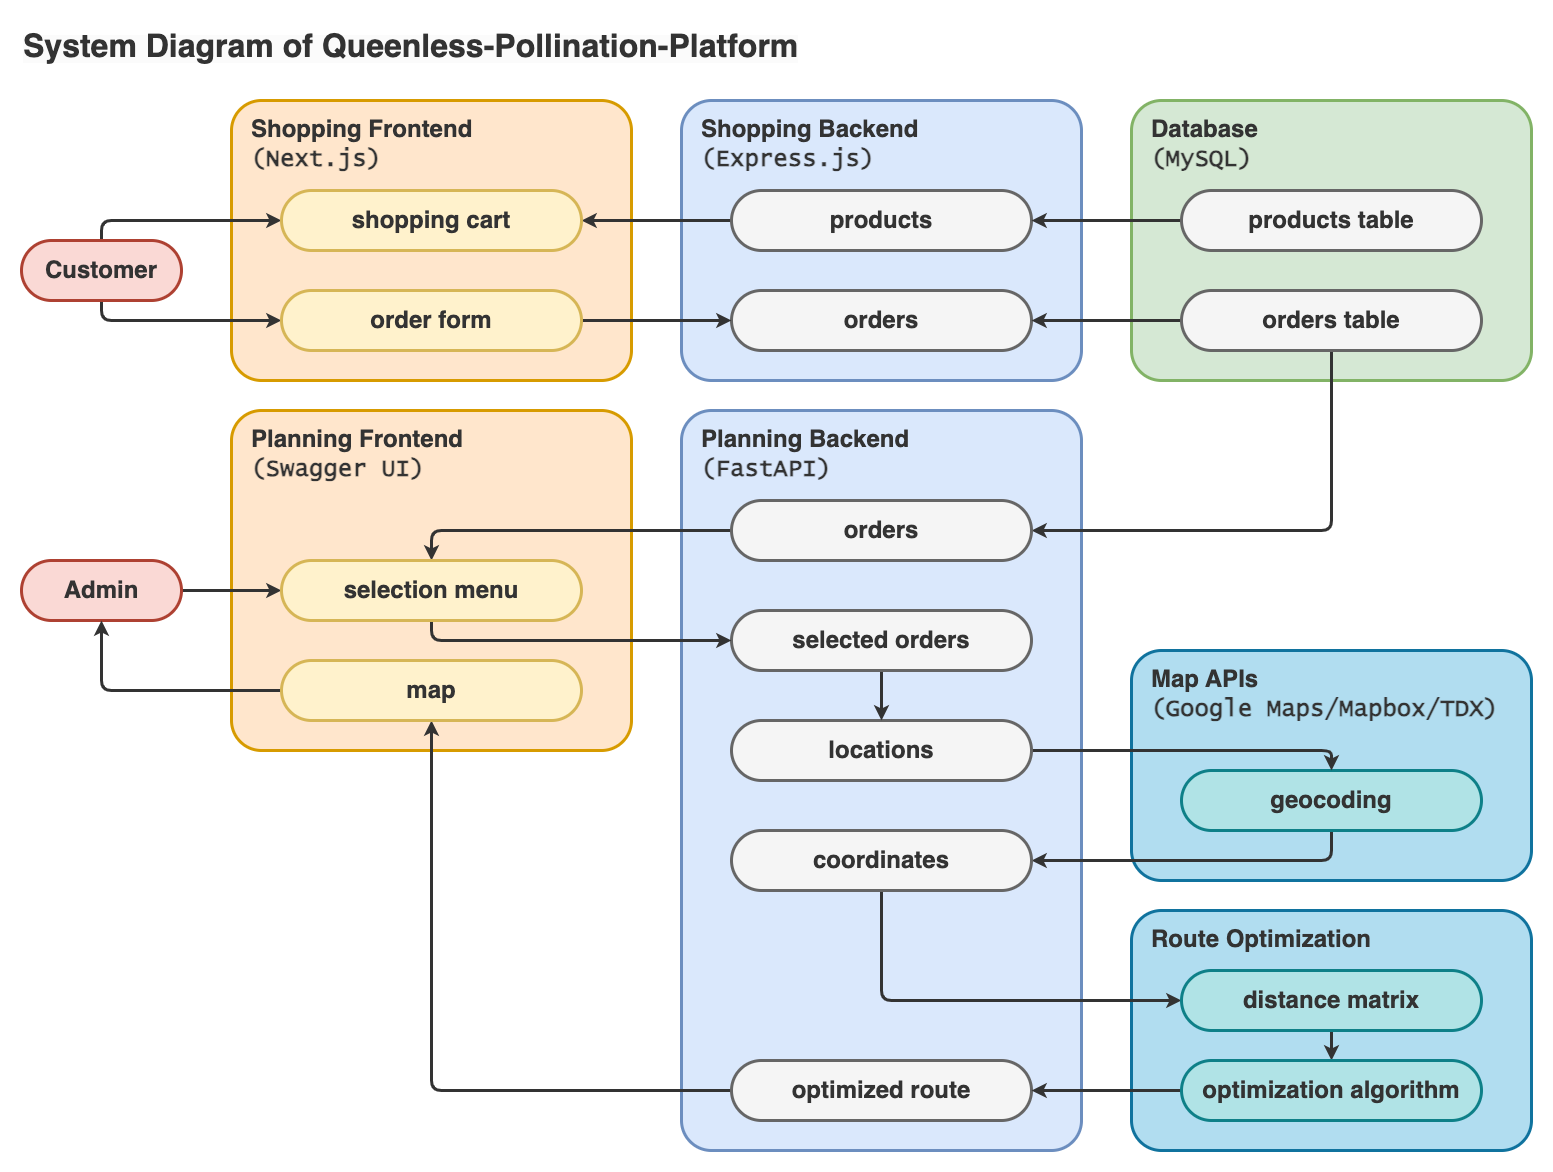 System Diagram of Queenless-Pollination-Platform
Shopping Frontend
(Next.js)
shopping cart
order form
Shopping Backend
(Express.js)
products
orders
Database
(MySQL)
products table
orders table
Customer
Planning Frontend
(Swagger UI)
selection menu
map
Admin
Planning Backend
(FastAPI)
orders
selected orders
locations
coordinates
optimized route
Map APIs
(Google Maps/Mapbox/TDX)
geocoding
Route Optimization
distance matrix
optimization algorithm